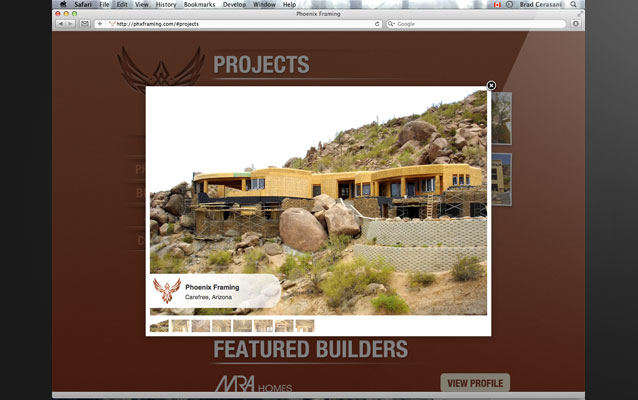 Safari File Edit View History Bookmarks Develop Window Help Brad Cerasani
Phoenix Framing
http://phxframing.com/#projects
Google
PROJECTS
Phoenix Framing
Carefree, Arizona
FEATURED BUILDERS
MRA HOMES
VIEW PROFILE